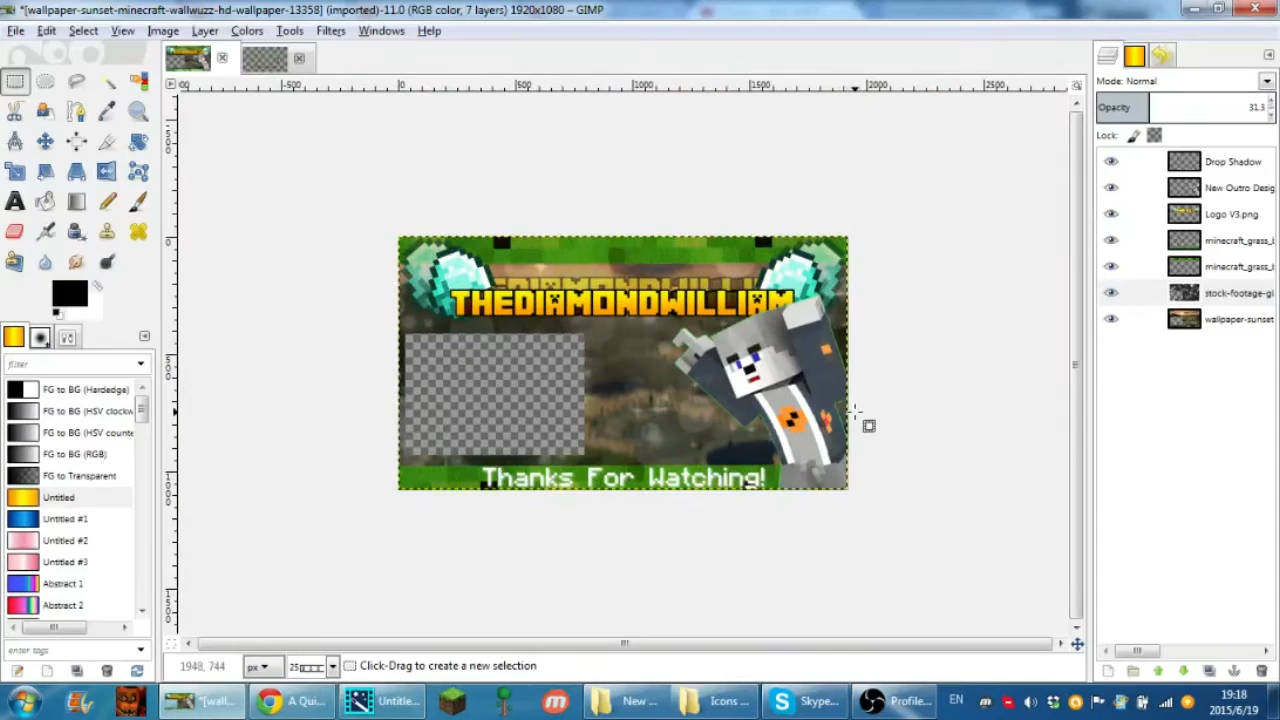 *[wallpaper-sunset-minecraft-wallwuzz-hd-wallpaper-13358] (imported)-11.0 (RGB color, 7 layers) 1920x1080 – GIMP
File Edit Select View Image Layer Colors Tools Filters Windows Help
-500 0 500 1000 1500 2000 2500
Mode: Normal
Opacity 31.3
Lock:
Drop Shadow
New Outro Desig
Logo V3.png
minecraft_grass_l
minecraft_grass_l
stock-footage-gl
wallpaper-sunset
THEDIAMONDWILLIAM
Thanks For Watching!
filter
FG to BG (Hardedge)
FG to BG (HSV clockw
FG to BG (HSV counte
FG to BG (RGB)
FG to Transparent
Untitled
Untitled #1
Untitled #2
Untitled #3
Abstract 1
Abstract 2
enter tags
1948, 744 px 25 Click-Drag to create a new selection
*[wall... A Qui... Untitle... New ... Icons ... Skype... Profile... EN 19:18
2015/6/19